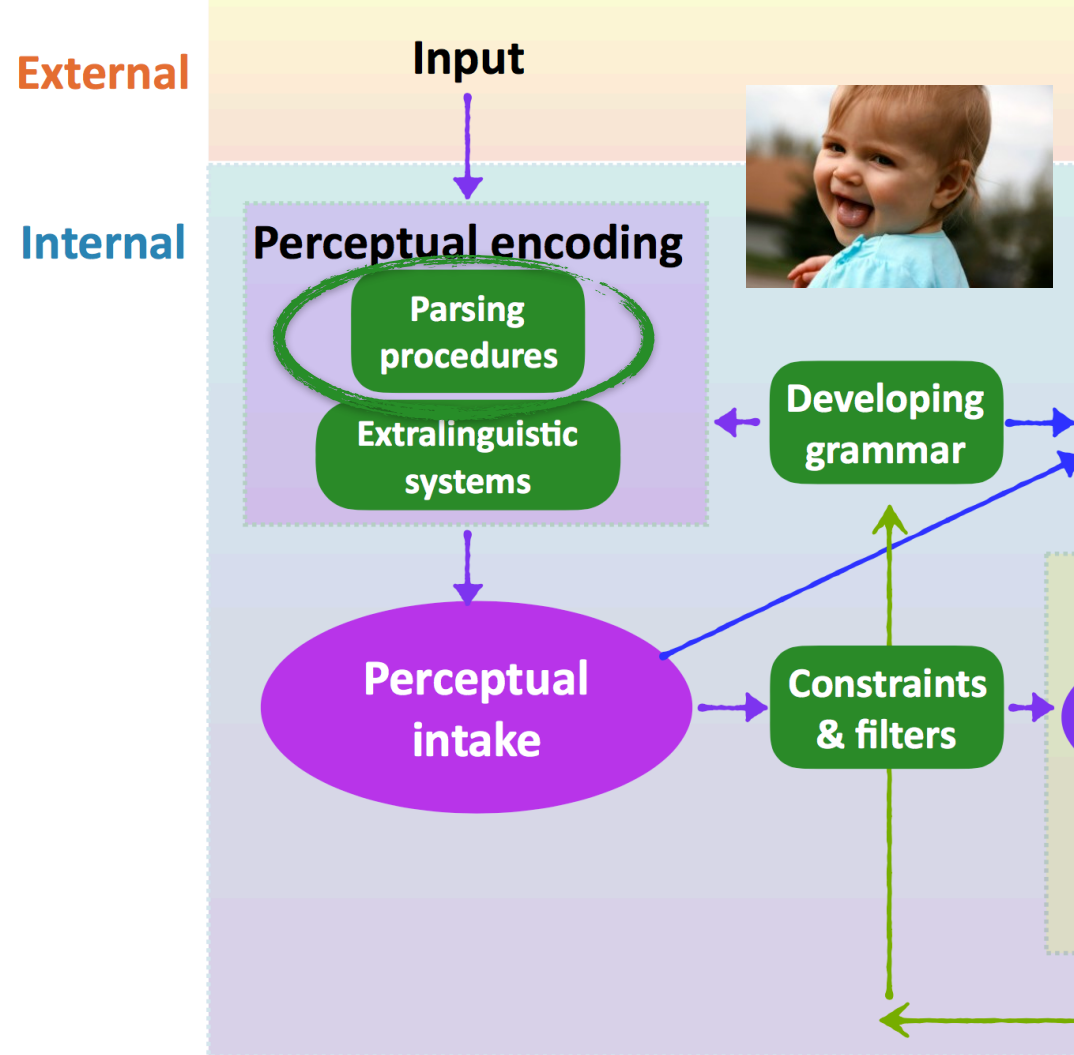 External
Input
Internal
Perceptual encoding
Parsing
procedures
Extralinguistic
systems
Developing
grammar
Perceptual
intake
Constraints
& filters